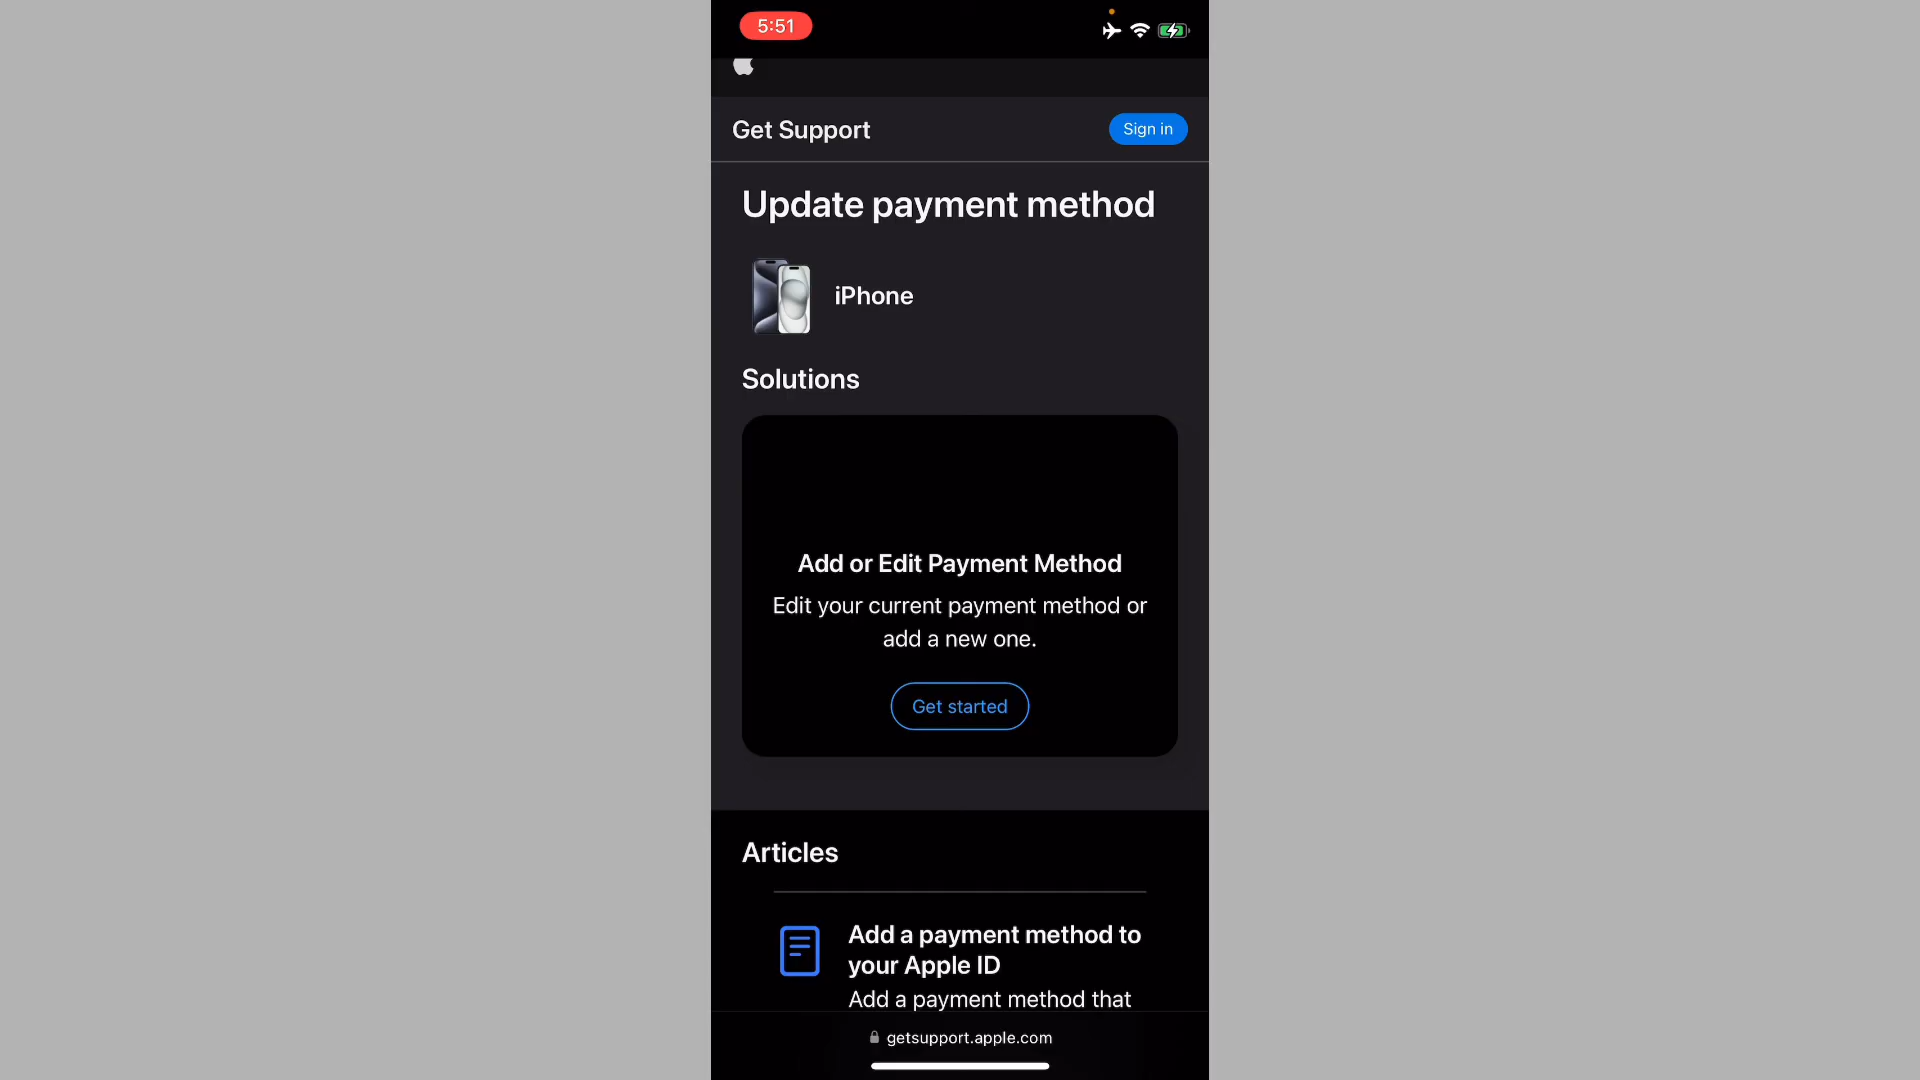 5:51
Get Support
Sign in
Update payment method
iPhone
Solutions
Add or Edit Payment Method
Edit your current payment method or
add a new one.
Get started
Articles
Add a payment method to
your Apple ID
Add a payment method that
getsupport.apple.com